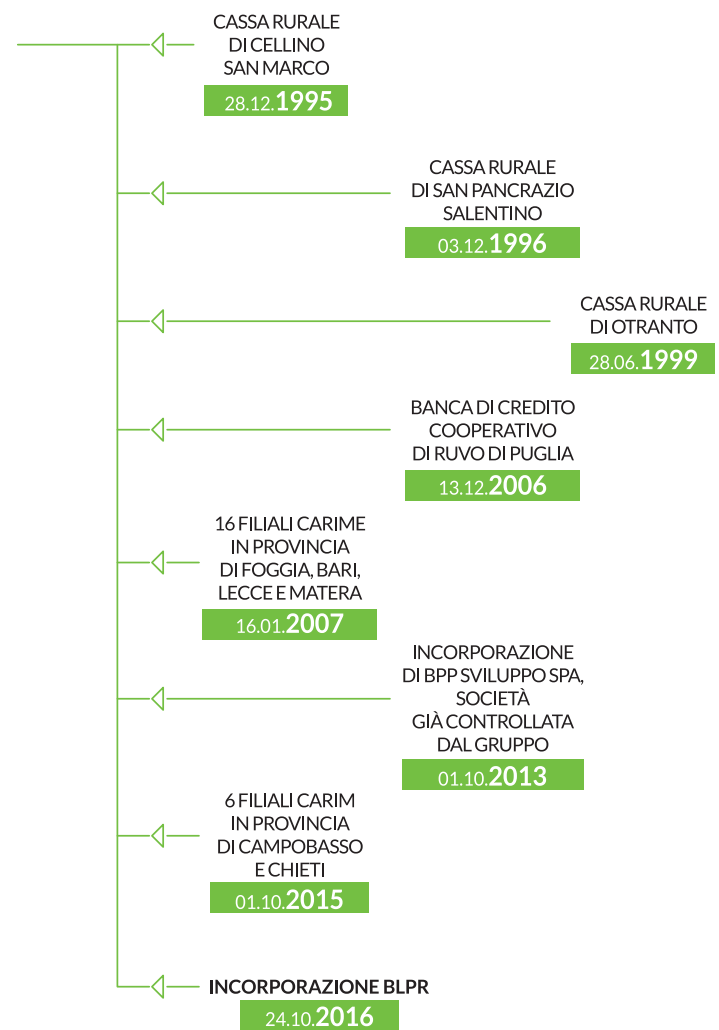 CASSA RURALE
DI CELLINO
SAN MARCO
28.12.1995
CASSA RURALE
DI SAN PANCRAZIO
SALENTINO
03.12.1996
CASSA RURALE
DI OTRANTO
28.06.1999
BANCA DI CREDITO
COOPERATIVO
DI RUVO DI PUGLIA
13.12.2006
16 FILIALI CARIME
IN PROVINCIA
DI FOGGIA, BARI,
LECCE E MATERA
16.01.2007
INCORPORAZIONE
DI BPP SVILUPPO SPA,
SOCIETÀ
GIÀ CONTROLLATA
DAL GRUPPO
01.10.2013
6 FILIALI CARIM
IN PROVINCIA
DI CAMPOBASSO
E CHIETI
01.10.2015
INCORPORAZIONE BLPR
24.10.2016